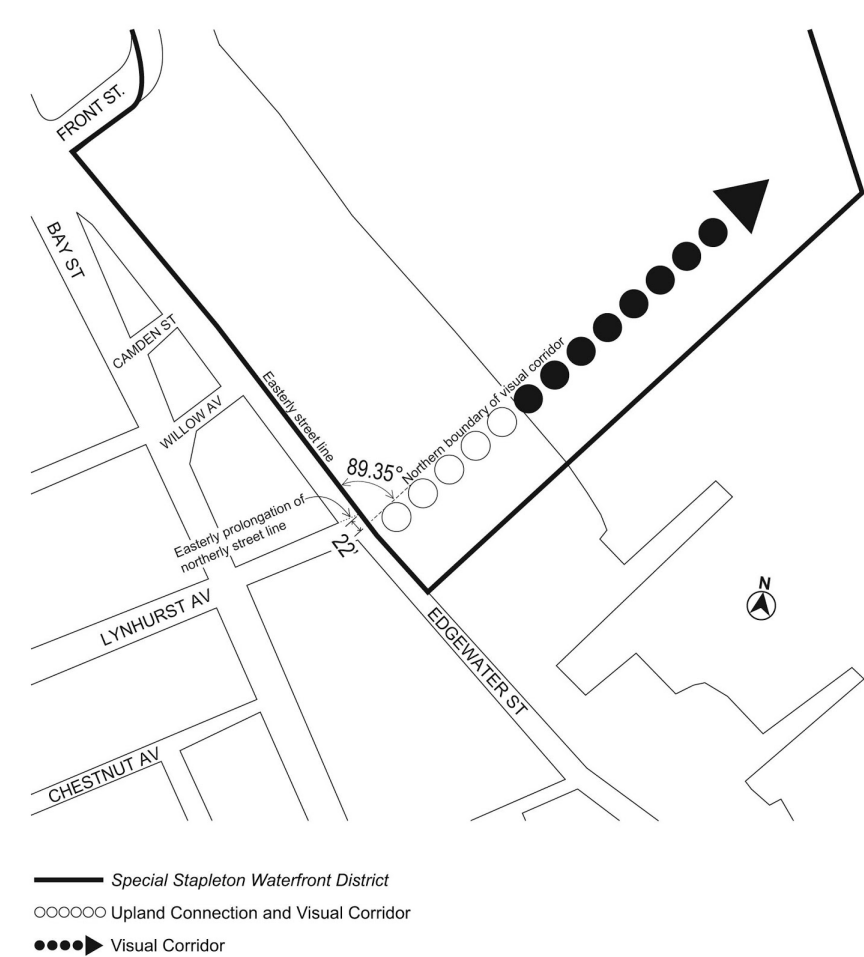 FRONT ST.
BAY ST
CAMDEN ST
WILLOW AV
Easterly street line
Northern boundary of visual corridor
89.35°
Easterly prolongation of
northerly street line
22'
LYNHURST AV
EDGEWATER ST
N
CHESTNUT AV
Special Stapleton Waterfront District
Upland Connection and Visual Corridor
Visual Corridor